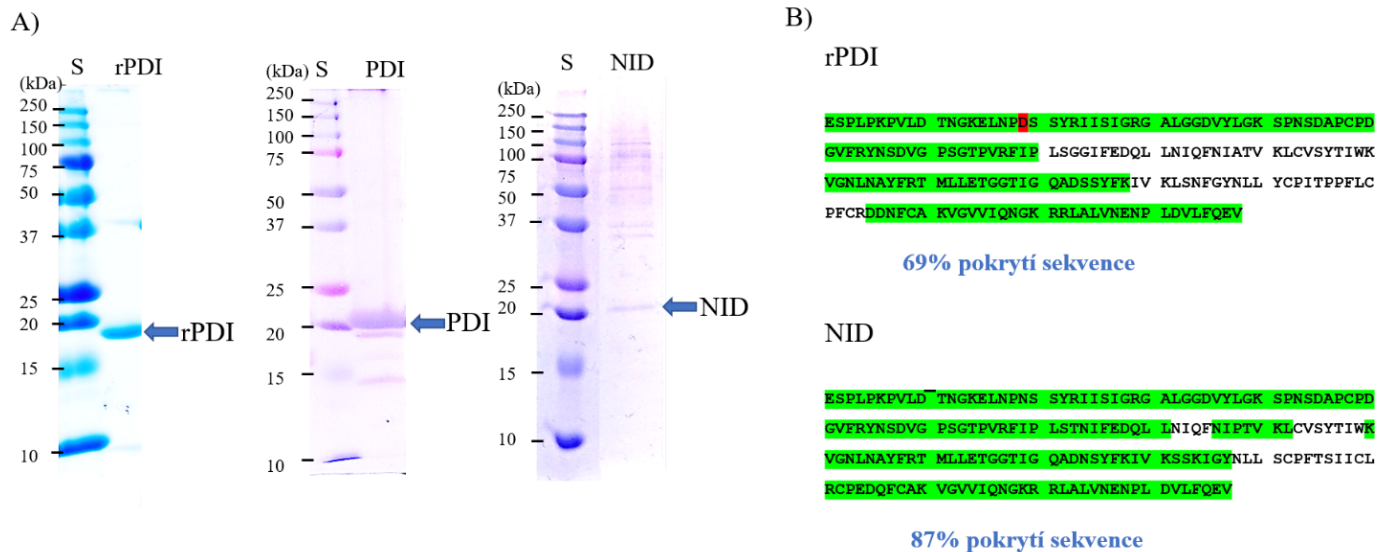 A)
S rPDI
(kDa)
250
150
100
75
50
37
25
20
15
10
rPDI
S PDI
(kDa)
250
150
100
75
50
37
25
20
15
10
PDI
S NID
(kDa)
250
150
100
75
50
37
25
20
15
10
NID
B)
rPDI
ESPLPKPVLD TNGKELNPDS SYRIISIGRG ALGGDVYLGK SPNSDAPCPD
GVFRYNSDVG PSGTPVRFIP LSGGIFEDQL LNIQFNIATV KLCVSYTIWK
VGNLNAYFRT MLLETGGTIG QADSSYFKIV KLSNFGYNLL YCPITPPFLC
PFCRDDNFCA KVGVVIQNGK RRLALVNENP LDVLFQEV
69% pokrytí sekvence
NID
ESPLPKPVLD TNGKELNPNS SYRIISIGRG ALGGDVYLGK SPNSDAPCPD
GVFRYNSDVG PSGTPVRFIP LSTNIFEDQL LNIQFNIPTV KLCVSYTIWK
VGNLNAYFRT MLLETGGTIG QADNSYFKIV KSSKIGYNLL SCPFTSIICL
RCPEDQFCAK VGVVIQNGKR RLALVNENPL DVLFQEV
87% pokrytí sekvence